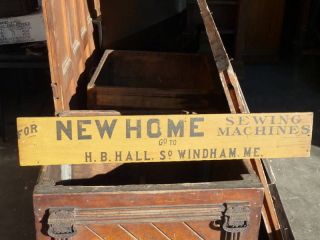 FOR NEW HOME SEWING MACHINES
GO TO
H. B. HALL. So WINDHAM. ME.